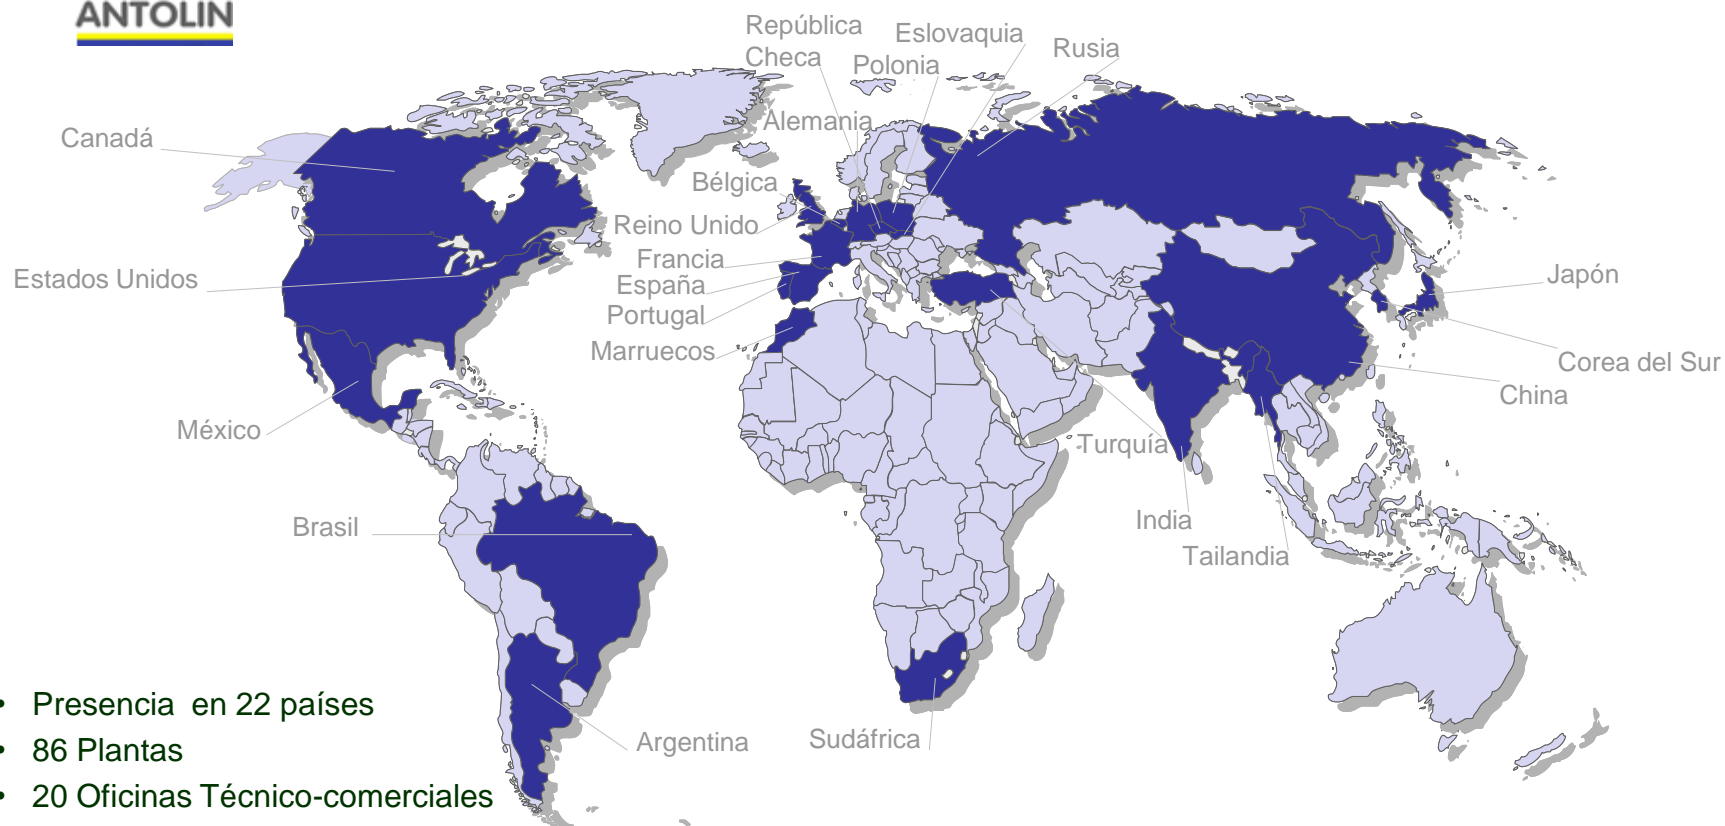 ANTOLIN
República
Checa
Eslovaquia
Polonia
Rusia
Alemania
Canadá
Bélgica
Reino Unido
Francia
España
Portugal
Marruecos
Estados Unidos
Japón
Corea del Sur
China
México
Turquía
India
Tailandia
Brasil
Argentina
Sudáfrica
• Presencia  en 22 países
• 86 Plantas
• 20 Oficinas Técnico-comerciales